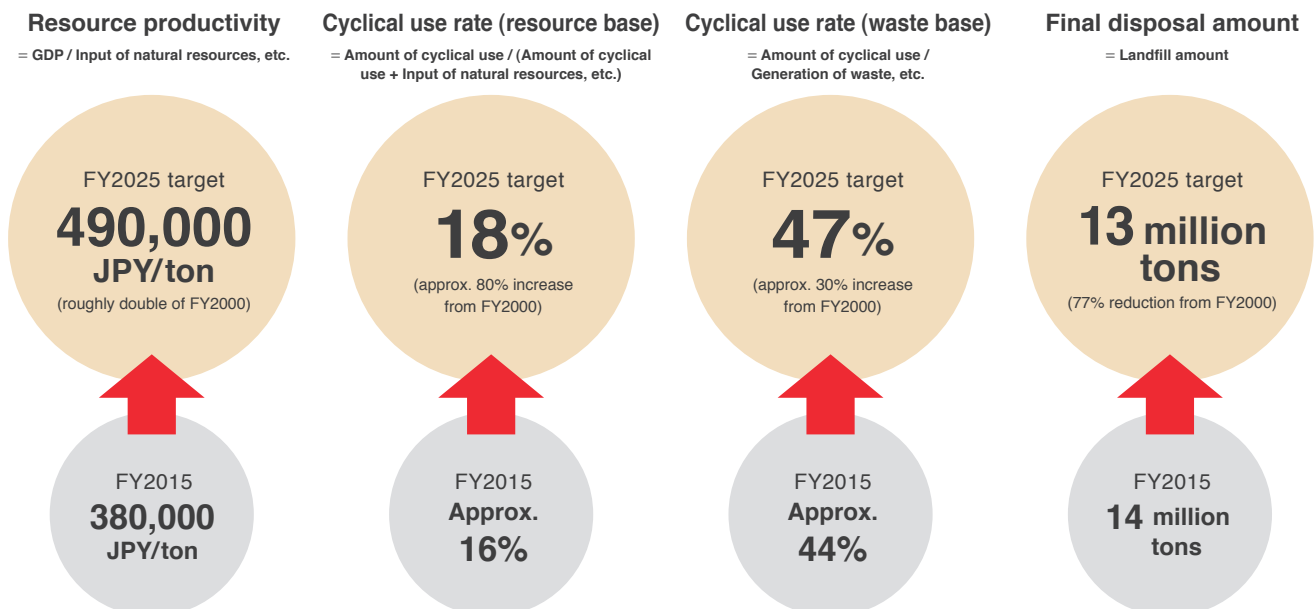 Resource productivity
= GDP / Input of natural resources, etc.
FY2025 target
490,000
JPY/ton
(roughly double of FY2000)
FY2015
380,000
JPY/ton
Cyclical use rate (resource base)
= Amount of cyclical use / (Amount of cyclical
use + Input of natural resources, etc.)
FY2025 target
18%
(approx. 80% increase
from FY2000)
FY2015
Approx.
16%
Cyclical use rate (waste base)
= Amount of cyclical use /
Generation of waste, etc.
FY2025 target
47%
(approx. 30% increase
from FY2000)
FY2015
Approx.
44%
Final disposal amount
= Landfill amount
FY2025 target
13 million
tons
(77% reduction from FY2000)
FY2015
14 million
tons